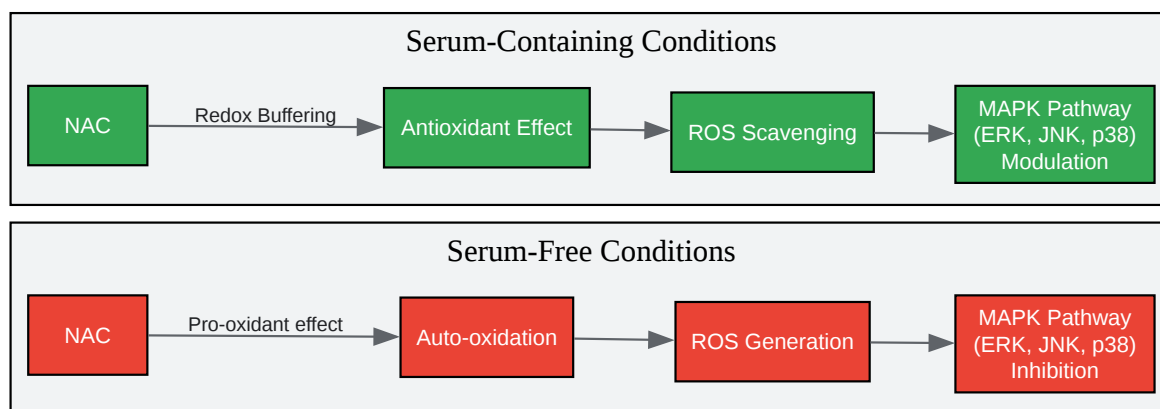 Serum-Containing Conditions
NAC
Redox Buffering
Antioxidant Effect
ROS Scavenging
MAPK Pathway
(ERK, JNK, p38)
Modulation
Serum-Free Conditions
NAC
Pro-oxidant effect
Auto-oxidation
ROS Generation
MAPK Pathway
(ERK, JNK, p38)
Inhibition